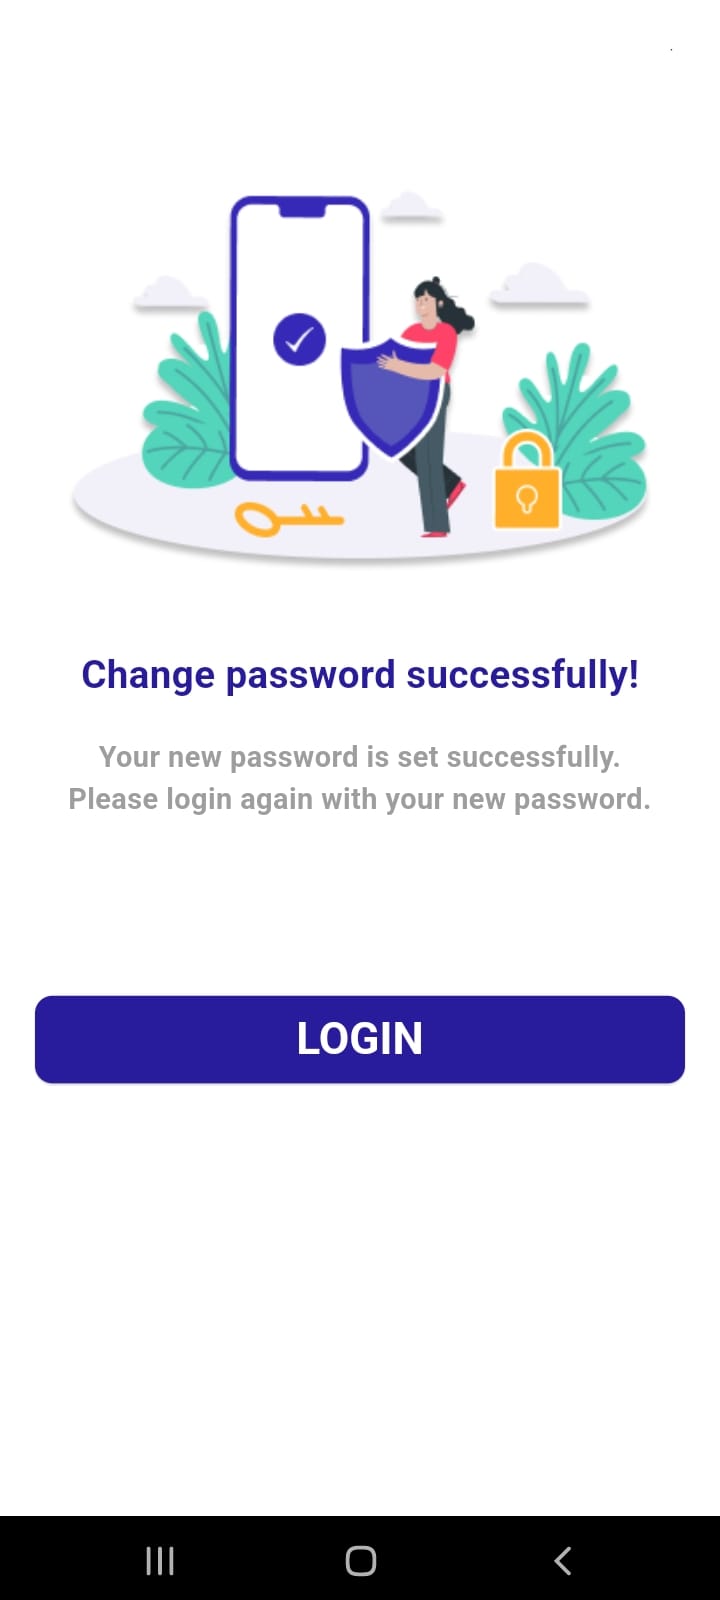 Change password successfully!
Your new password is set successfully.
Please login again with your new password.
LOGIN